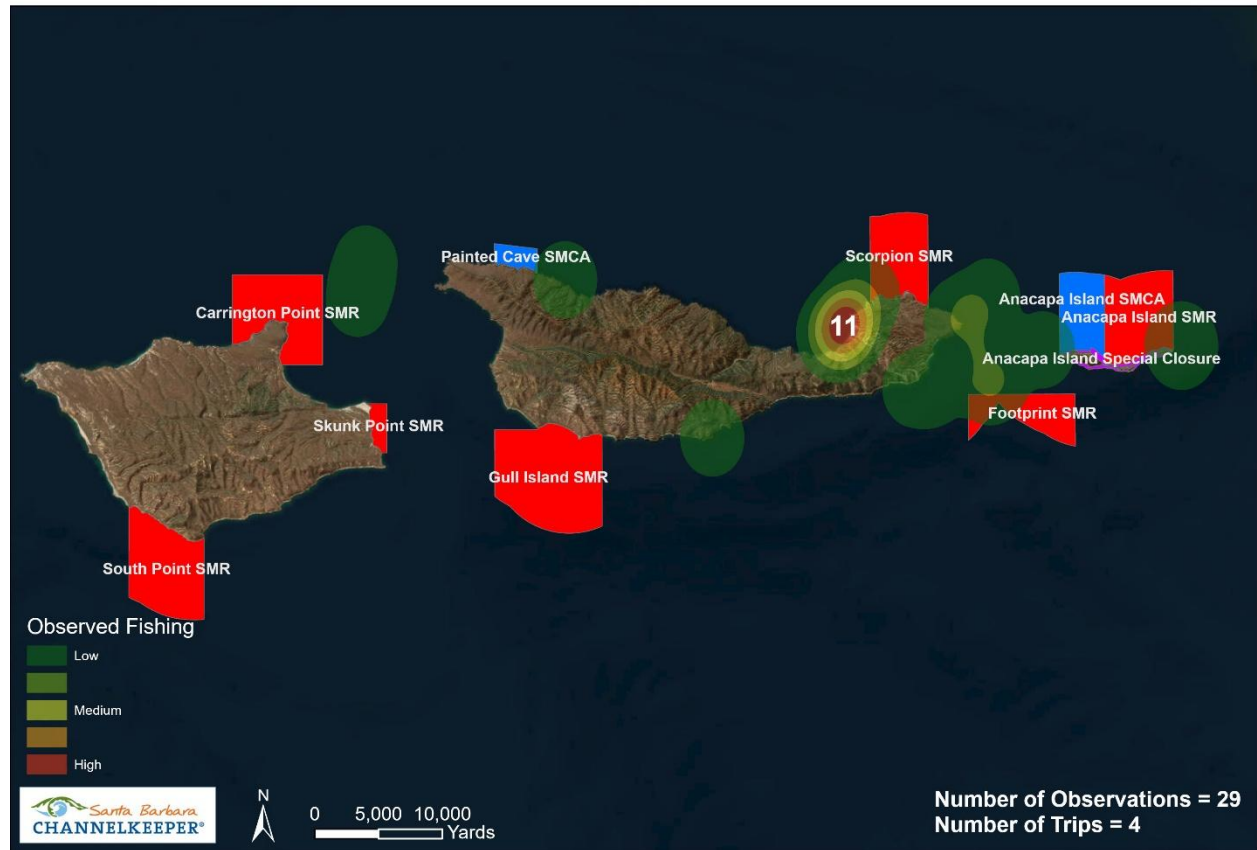 Scorpion SMR
Painted Cave SMCA
Anacapa Island SMCA
Carrington Point SMR
Anacapa Island SMR
11
Anacapa Island Special Closure
Footprint SMR
Skunk Point SMR
Gull Island SMR
South Point SMR
Observed Fishing
Low
Medium
High
Santa Barbara
CHANNELKEEPER®
N
0 5,000 10,000
Yards
Number of Observations = 29
Number of Trips = 4